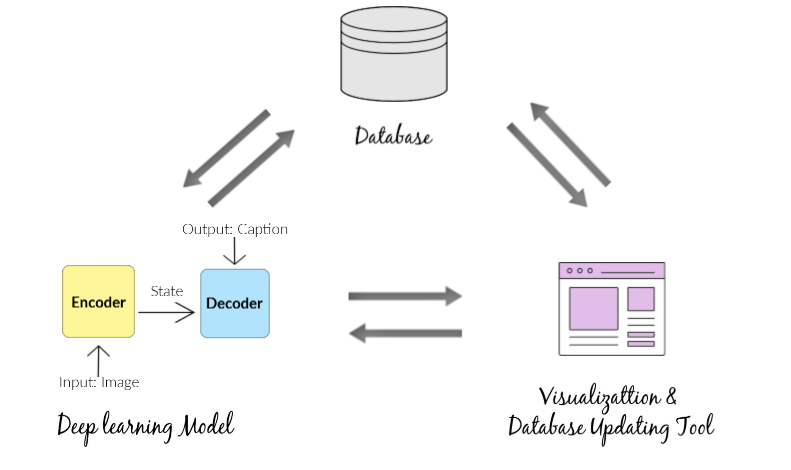 Database
Output: Caption
Encoder
State
Decoder
Input: Image
Deep learning Model
Visualizattion &
Database Updating Tool